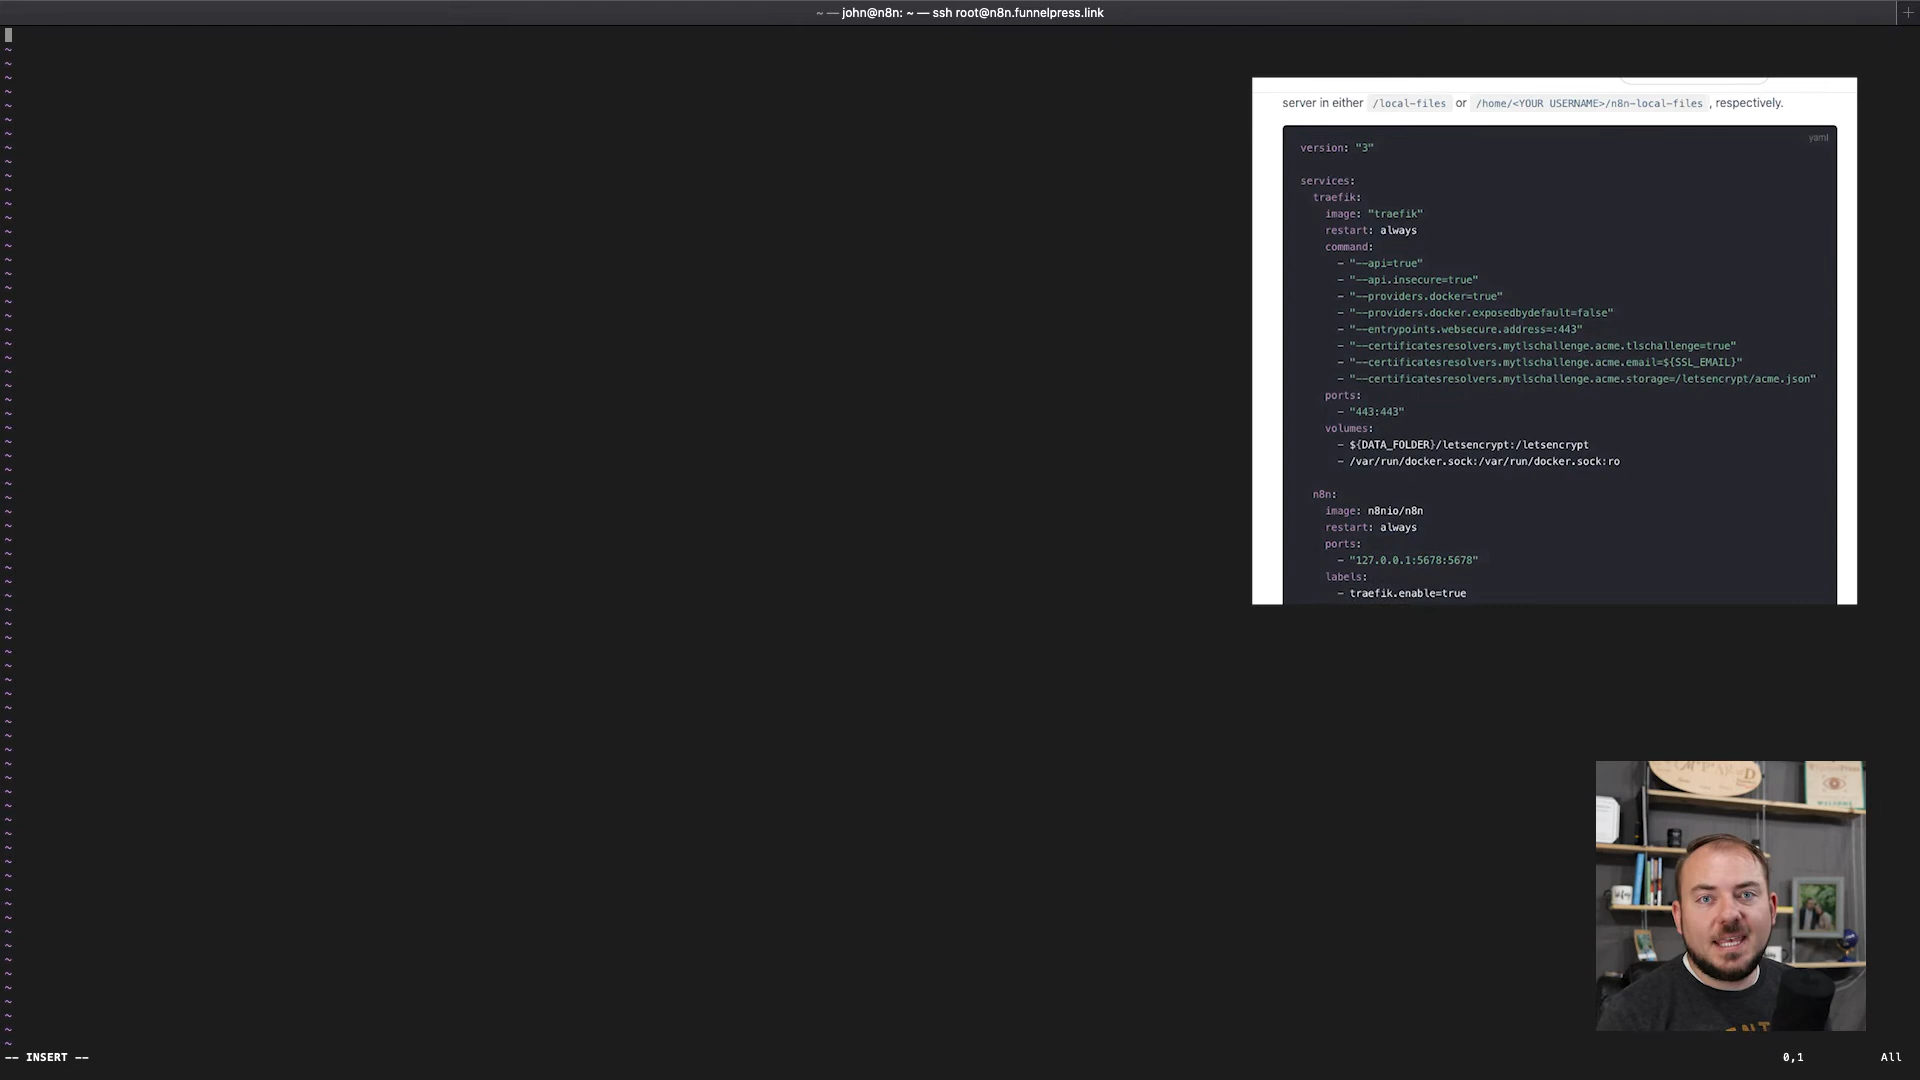 ~ — john@n8n: ~ — ssh root@n8n.funnelpress.link
server in either /local-files or /home/<YOUR USERNAME>/n8n-local-files , respectively.
yaml
version: "3"
services:
traefik:
image: "traefik"
restart: always
command:
- "--api=true"
- "--api.insecure=true"
- "--providers.docker=true"
- "--providers.docker.exposedbydefault=false"
- "--entrypoints.websecure.address=:443"
- "--certificatesresolvers.mytlschallenge.acme.tlschallenge=true"
- "--certificatesresolvers.mytlschallenge.acme.email=${SSL_EMAIL}"
- "--certificatesresolvers.mytlschallenge.acme.storage=/letsencrypt/acme.json"
ports:
- "443:443"
volumes:
- ${DATA_FOLDER}/letsencrypt:/letsencrypt
- /var/run/docker.sock:/var/run/docker.sock:ro
n8n:
image: n8nio/n8n
restart: always
ports:
- "127.0.0.1:5678:5678"
labels:
- traefik.enable=true
-- INSERT --
0,1
All